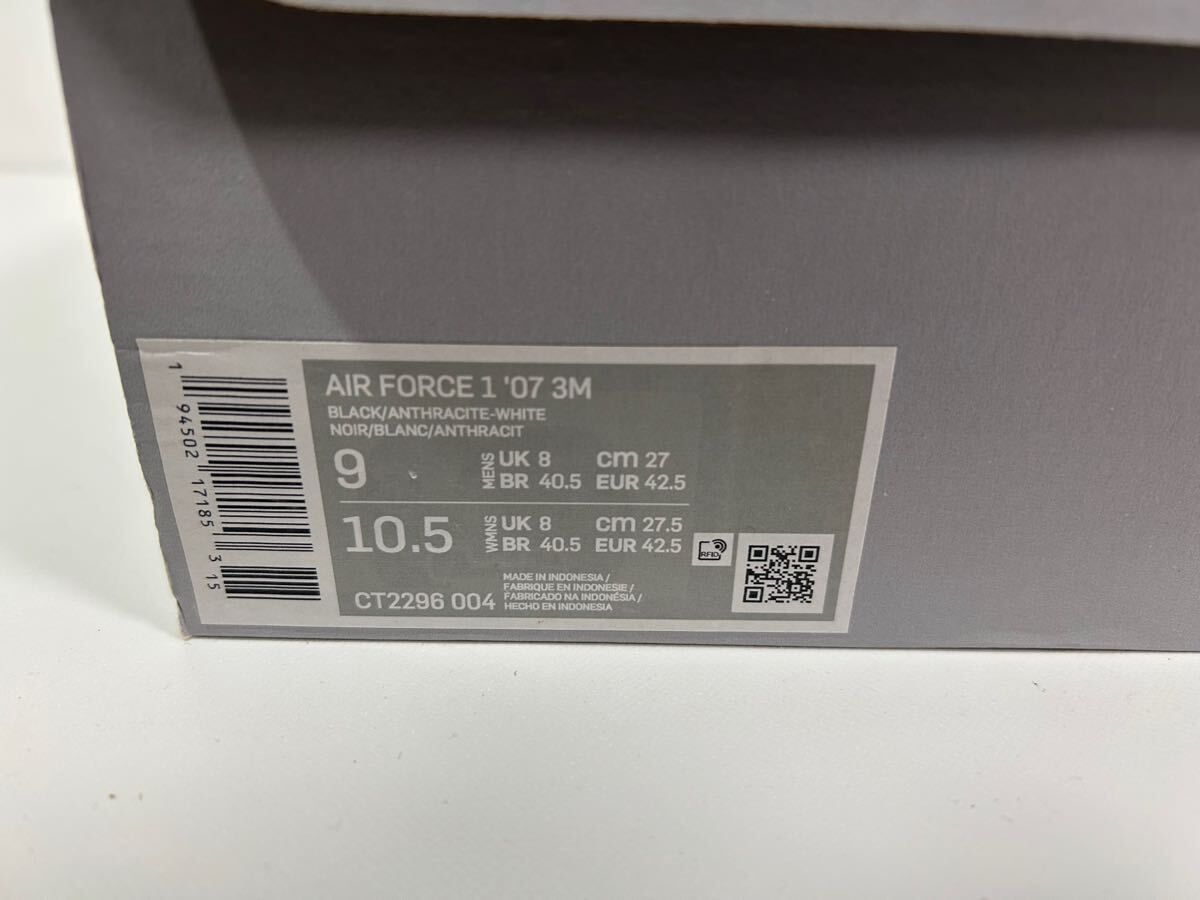 AIR FORCE 1 '07 3M
BLACK/ANTHRACITE-WHITE
NOIR/BLANC/ANTHRACIT
9 MENS UK 8 cm 27
BR 40.5 EUR 42.5
10.5 WMNS UK 8 cm 27.5
BR 40.5 EUR 42.5
RFID
CT2296 004
MADE IN INDONESIA /
FABRIQUE EN INDONESIE /
FABRICADO NA INDONÉSIA /
HECHO EN INDONESIA
1 94502 17185 3 15